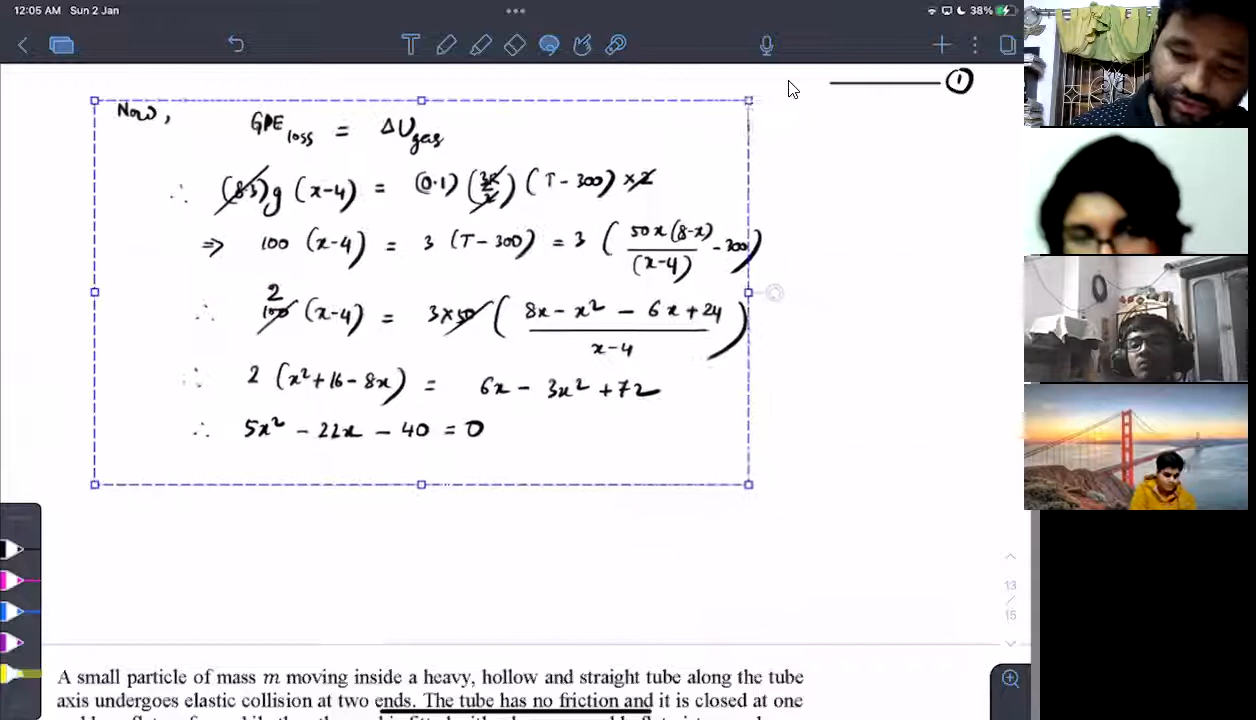 12:05 AM Sun 2 Jan
38%
①
Now, GPE loss = ΔUgas
∴ (83)g (x-4) = (0.1) (3R/2) (T-300) ×2
⇒ 100 (x-4) = 3 (T-300) = 3 (50x(8-x)/(x-4) - 300)
∴ 2 100 (x-4) = 3×50 (8x - x² - 6x + 24 / x-4)
∴ 2 (x²+16-8x) = 6x - 3x² + 72
∴ 5x² - 22x - 40 = 0
13
/
15
A small particle of mass m moving inside a heavy, hollow and straight tube along the tube
axis undergoes elastic collision at two ends. The tube has no friction and it is closed at one